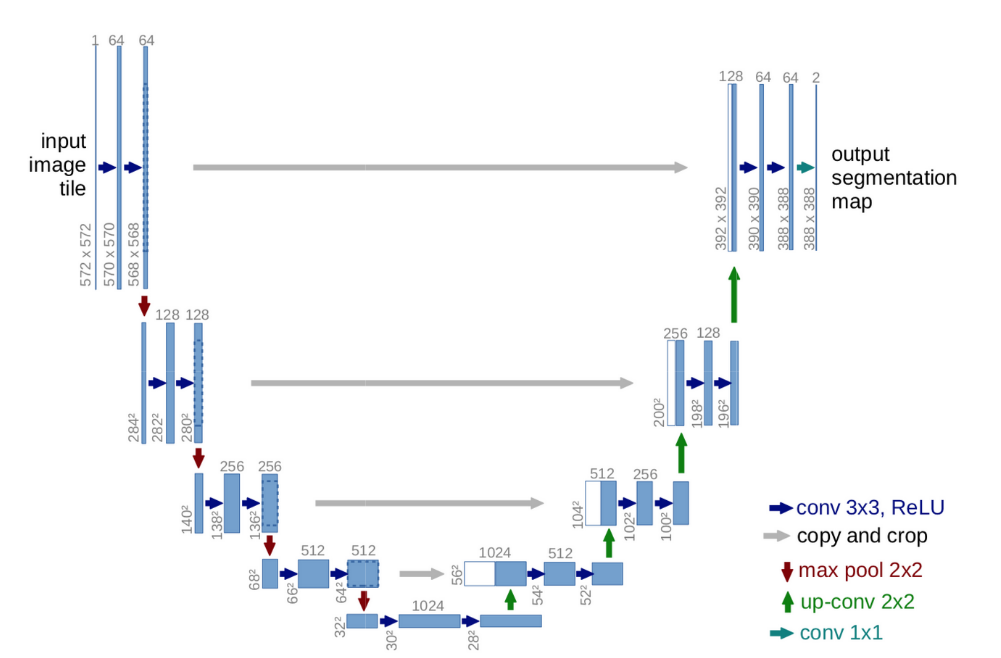 1 64 64
input
image
tile
572 x 572
570 x 570
568 x 568
128 64 64 2
output
segmentation
map
392 x 392
390 x 390
388 x 388
388 x 388
128 128
284²
282²
280²
256 128
200²
198²
196²
256 256
140²
138²
136²
512 256
104²
102²
100²
512 512
68²
66²
64²
1024 512
56²
54²
52²
1024
32²
30²
28²
conv 3x3, ReLU
copy and crop
max pool 2x2
up-conv 2x2
conv 1x1